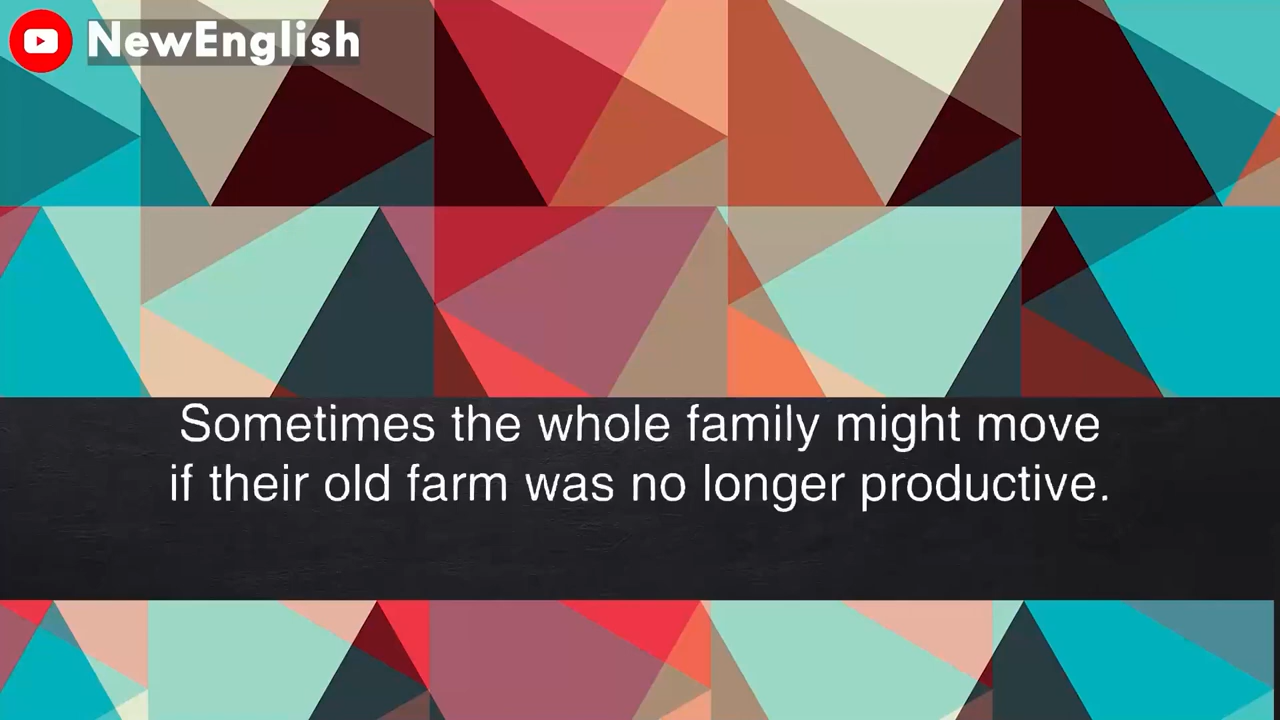 NewEnglish
Sometimes the whole family might move
if their old farm was no longer productive.